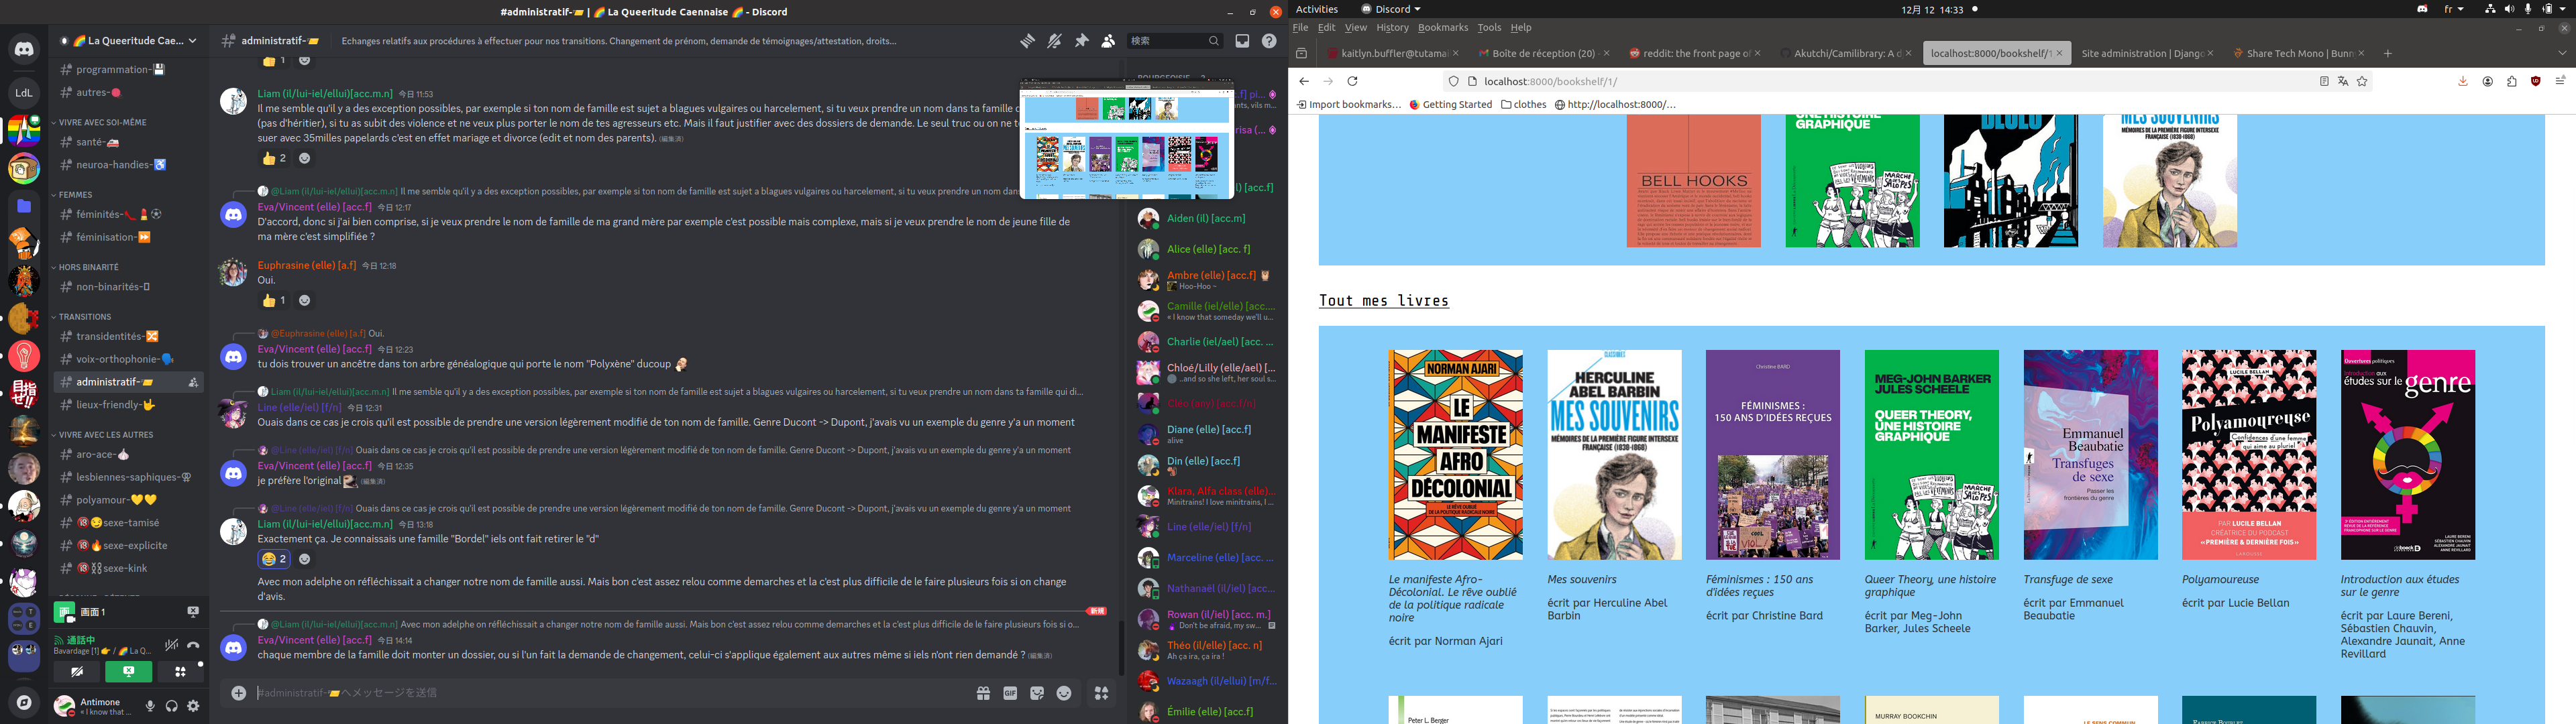 #administratif- | 🌈 La Queeritude Caennaise 🌈 - Discord
🌈 La Queeritude Cae...
programmation-💾
autres-
VIVRE AVEC SOI-MÊME
santé-🚑
neuroa-handies-♿
FEMMES
féminités-👠💄⚽
féminisation-⏩
HORS BINARITÉ
non-binarités-
TRANSITIONS
transidentités-🔀
voix-orthophonie-🗣️
administratif-
lieux-friendly-🤟
VIVRE AVEC LES AUTRES
aro-ace-
lesbiennes-saphiques-
polyamour-💛💛
🔞😏sexe-tamisé
🔞🔥sexe-explicite
🔞⛓sexe-kink
LdL
画面 1
通話中
Bavardage [1] 👉 / 🌈 La Q...
Antimone
« I know that ...
administratif-
Echanges relatifs aux procédures à effectuer pour nos transitions. Changement de prénom, demande de témoignages/attestation, droits...
検索
1
Liam (il/lui-iel/ellui)[acc.m.n] 今日 11:53
Il me semble qu'il y a des exception possibles, par exemple si ton nom de famille est sujet a blagues vulgaires ou harcelement, si tu veux prendre un nom dans ta famille
(pas d'héritier), si tu as subit des violence et ne veux plus porter le nom de tes agresseurs etc. Mais il faut justifier avec des dossiers de demande. Le seul truc ou on ne
suer avec 35milles papelards c'est en effet mariage et divorce (edit et nom des parents). (編集済)
👍 2
@Liam (il/lui-iel/ellui)[acc.m.n] Il me semble qu'il y a des exception possibles, par exemple si ton nom de famille est sujet a blagues vulgaires ou harcelement, si tu veux prendre un nom dans
Eva/Vincent (elle) [acc.f] 今日 12:17
D'accord, donc si j'ai bien comprise, si je veux prendre le nom de famille de ma grand mère par exemple c'est possible mais complexe, mais si je veux prendre le nom de jeune fille de
ma mère c'est simplifiée ?
Euphrasine (elle) [a.f] 今日 12:18
Oui.
👍 1
@Euphrasine (elle) [a.f] Oui.
Eva/Vincent (elle) [acc.f] 今日 12:23
tu dois trouver un ancètre dans ton arbre généalogique qui porte le nom "Polyxène" ducoup
@Liam (il/lui-iel/ellui)[acc.m.n] Il me semble qu'il y a des exception possibles, par exemple si ton nom de famille est sujet a blagues vulgaires ou harcelement, si tu veux prendre un nom dans ta famille qui di...
Line (elle/iel) [f/n] 今日 12:31
Ouais dans ce cas je crois qu'il est possible de prendre une version légèrement modifié de ton nom de famille. Genre Ducont -> Dupont, j'avais vu un exemple du genre y'a un moment
@Line (elle/iel) [f/n] Ouais dans ce cas je crois qu'il est possible de prendre une version légèrement modifié de ton nom de famille. Genre Ducont -> Dupont, j'avais vu un exemple du genre y'a un moment
Eva/Vincent (elle) [acc.f] 今日 12:35
je préfère l'original (編集済)
@Line (elle/iel) [f/n] Ouais dans ce cas je crois qu'il est possible de prendre une version légèrement modifié de ton nom de famille. Genre Ducont -> Dupont, j'avais vu un exemple du genre y'a un moment
Liam (il/lui-iel/ellui)[acc.m.n] 今日 13:18
Exactement ça. Je connaissais une famille "Bordel" iels ont fait retirer le "d"
😂 2
Avec mon adelphe on réfléchissait a changer notre nom de famille aussi. Mais bon c'est assez relou comme demarches et la c'est plus difficile de le faire plusieurs fois si on change
d'avis.
新規
@Liam (il/lui-iel/ellui)[acc.m.n] Avec mon adelphe on réfléchissait a changer notre nom de famille aussi. Mais bon c'est assez relou comme demarches et la c'est plus difficile de le faire plusieurs fois si o...
Eva/Vincent (elle) [acc.f] 今日 14:14
chaque membre de la famille doit monter un dossier, ou si l'un fait la demande de changement, celui-ci s'applique également aux autres même si iels n'ont rien demandé ? (編集済)
#administratif-へメッセージを送信
GIF
Aiden (il) [acc.m]
Alice (elle) [acc. f]
Ambre (elle) [acc.f] 🦉
Hoo-Hoo ~
Camille (iel/elle) [acc....
« I know that someday we'll u...
Charlie (iel/ael) [acc. ...
Chloé/Lilly (elle/ael) [...
..and so she left, her soul s...
Cléo (any) [acc.f/n]
Diane (elle) [acc.f]
alive
Din (elle) [acc.f]
Klara, Alfa class (elle)...
Minitrains! I love minitrains, I ...
Line (elle/iel) [f/n]
Marceline (elle) [acc. ...
Nathanaël (il/iel) [acc...
Rowan (il/iel) [acc. m.]
Don't be afraid, my sw...
Théo (il/elle) [acc. n]
Ah ça ira, ça ira !
Wazaagh (il/ellui) [m/f...
Émilie (elle) [acc.f]
Activities
Discord
12月 12 14:33
fr
File Edit View History Bookmarks Tools Help
kaitlyn.buffler@tutama
Boîte de réception (20) -
reddit: the front page of
Akutchi/Camilibrary: A d
localhost:8000/bookshelf/1
Site administration | Django
Share Tech Mono | Bunn
localhost:8000/bookshelf/1/
Import bookmarks...
Getting Started
clothes
http://localhost:8000/...
BELL HOOKS
UNE HISTOIRE
GRAPHIQUE
MES SOUVENIRS
MÉMOIRES DE LA PREMIÈRE FIGURE INTERSEXE
FRANÇAISE (1838-1868)
Tout mes livres
NORMAN AJARI
LE
MANIFESTE
AFRO
DÉCOLONIAL
LE RÊVE OUBLIÉ
DE LA POLITIQUE RADICALE NOIRE
HERCULINE
ABEL BARBIN
MES SOUVENIRS
MÉMOIRES DE LA PREMIÈRE FIGURE INTERSEXE
FRANÇAISE (1838-1868)
Christine BARD
FÉMINISMES :
150 ANS D'IDÉES REÇUES
MEG-JOHN BARKER
JULES SCHEELE
QUEER THEORY,
UNE HISTOIRE
GRAPHIQUE
Emmanuel
Beaubatie
Transfuges
de sexe
Passer les
frontières du genre
LUCILE BELLAN
Polyamoureuse
Confidences d'une femme
qui aime au pluriel
PAR LUCILE BELLAN
CRÉATRICE DU PODCAST
«PREMIÈRE & DERNIÈRE FOIS»
LAROUSSE
Ouvertures politiques
Introduction aux
études sur le genre
LAURE BERENI
SÉBASTIEN CHAUVIN
ALEXANDRE JAUNAIT
ANNE REVILLARD
deboeck
Le manifeste Afro-
Décolonial. Le rêve oublié
de la politique radicale
noire
écrit par Norman Ajari
Mes souvenirs
écrit par Herculine Abel
Barbin
Féminismes : 150 ans
d'idées reçues
écrit par Christine Bard
Queer Theory, une histoire
graphique
écrit par Meg-John
Barker, Jules Scheele
Transfuge de sexe
écrit par Emmanuel
Beaubatie
Polyamoureuse
écrit par Lucie Bellan
Introduction aux études
sur le genre
écrit par Laure Bereni,
Sébastien Chauvin,
Alexandre Jaunait, Anne
Revillard
Peter L. Berger
MURRAY BOOKCHIN
LE SENS COMMUN